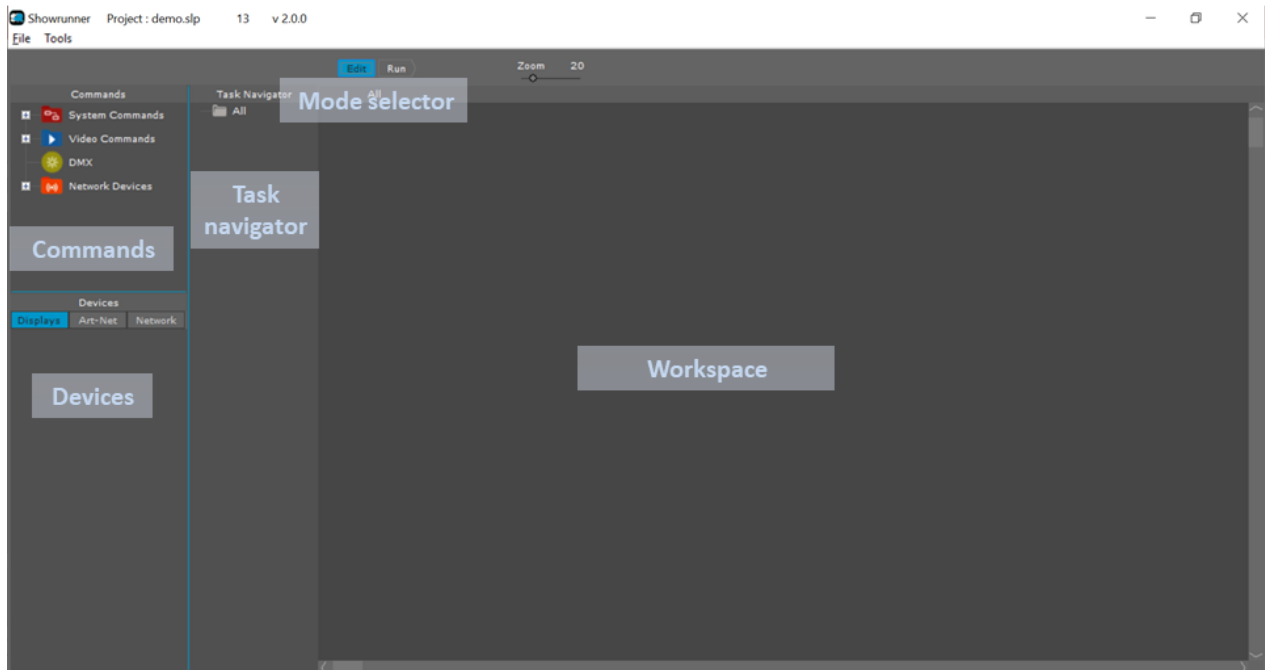 Showrunner Project : demo.slp 13 v 2.0.0
File Tools
Edit Run Zoom 20
Mode selector
Commands Task Navigator All
System Commands
Video Commands
DMX
Network Devices
Commands
All
Task
navigator
Devices
Displays Art-Net Network
Devices
Workspace